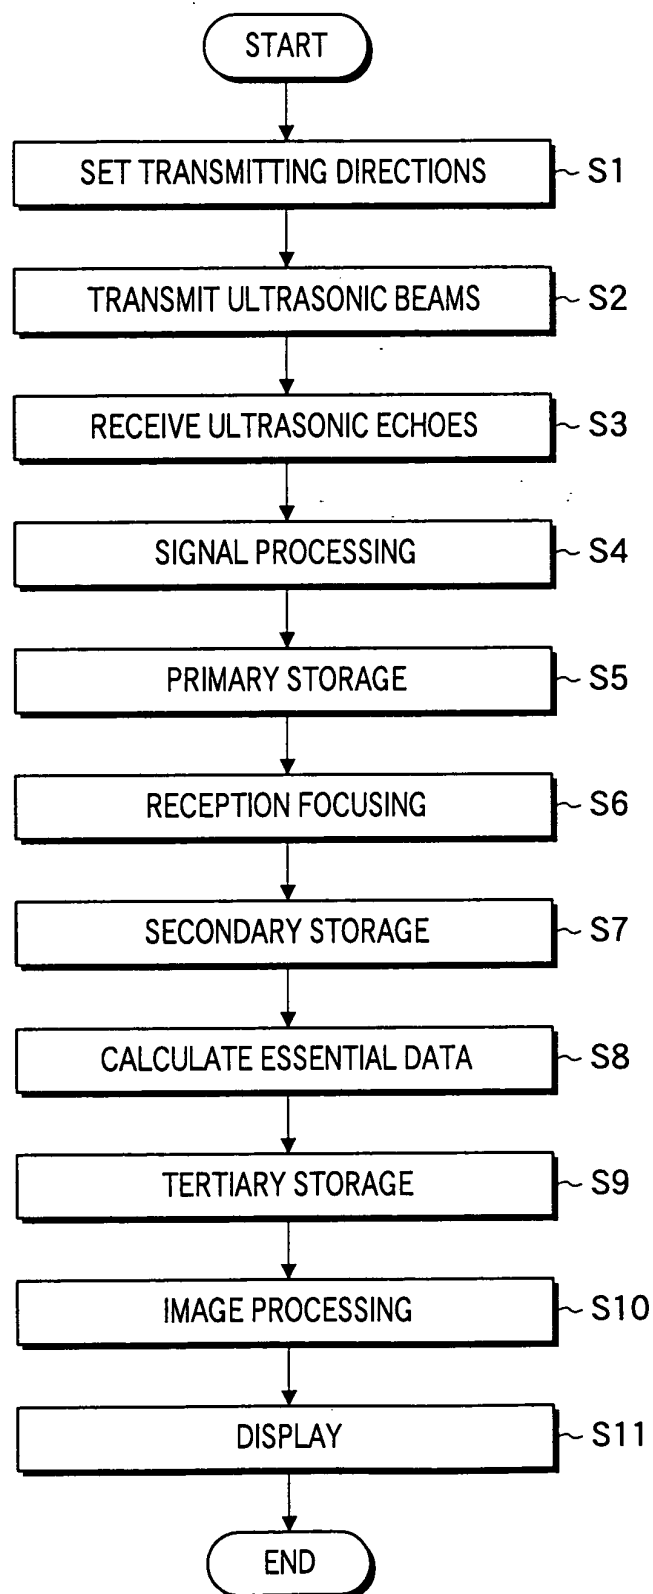 START
SET TRANSMITTING DIRECTIONS ~ S1
TRANSMIT ULTRASONIC BEAMS ~ S2
RECEIVE ULTRASONIC ECHOES ~ S3
SIGNAL PROCESSING ~ S4
PRIMARY STORAGE ~ S5
RECEPTION FOCUSING ~ S6
SECONDARY STORAGE ~ S7
CALCULATE ESSENTIAL DATA ~ S8
TERTIARY STORAGE ~ S9
IMAGE PROCESSING ~ S10
DISPLAY ~ S11
END